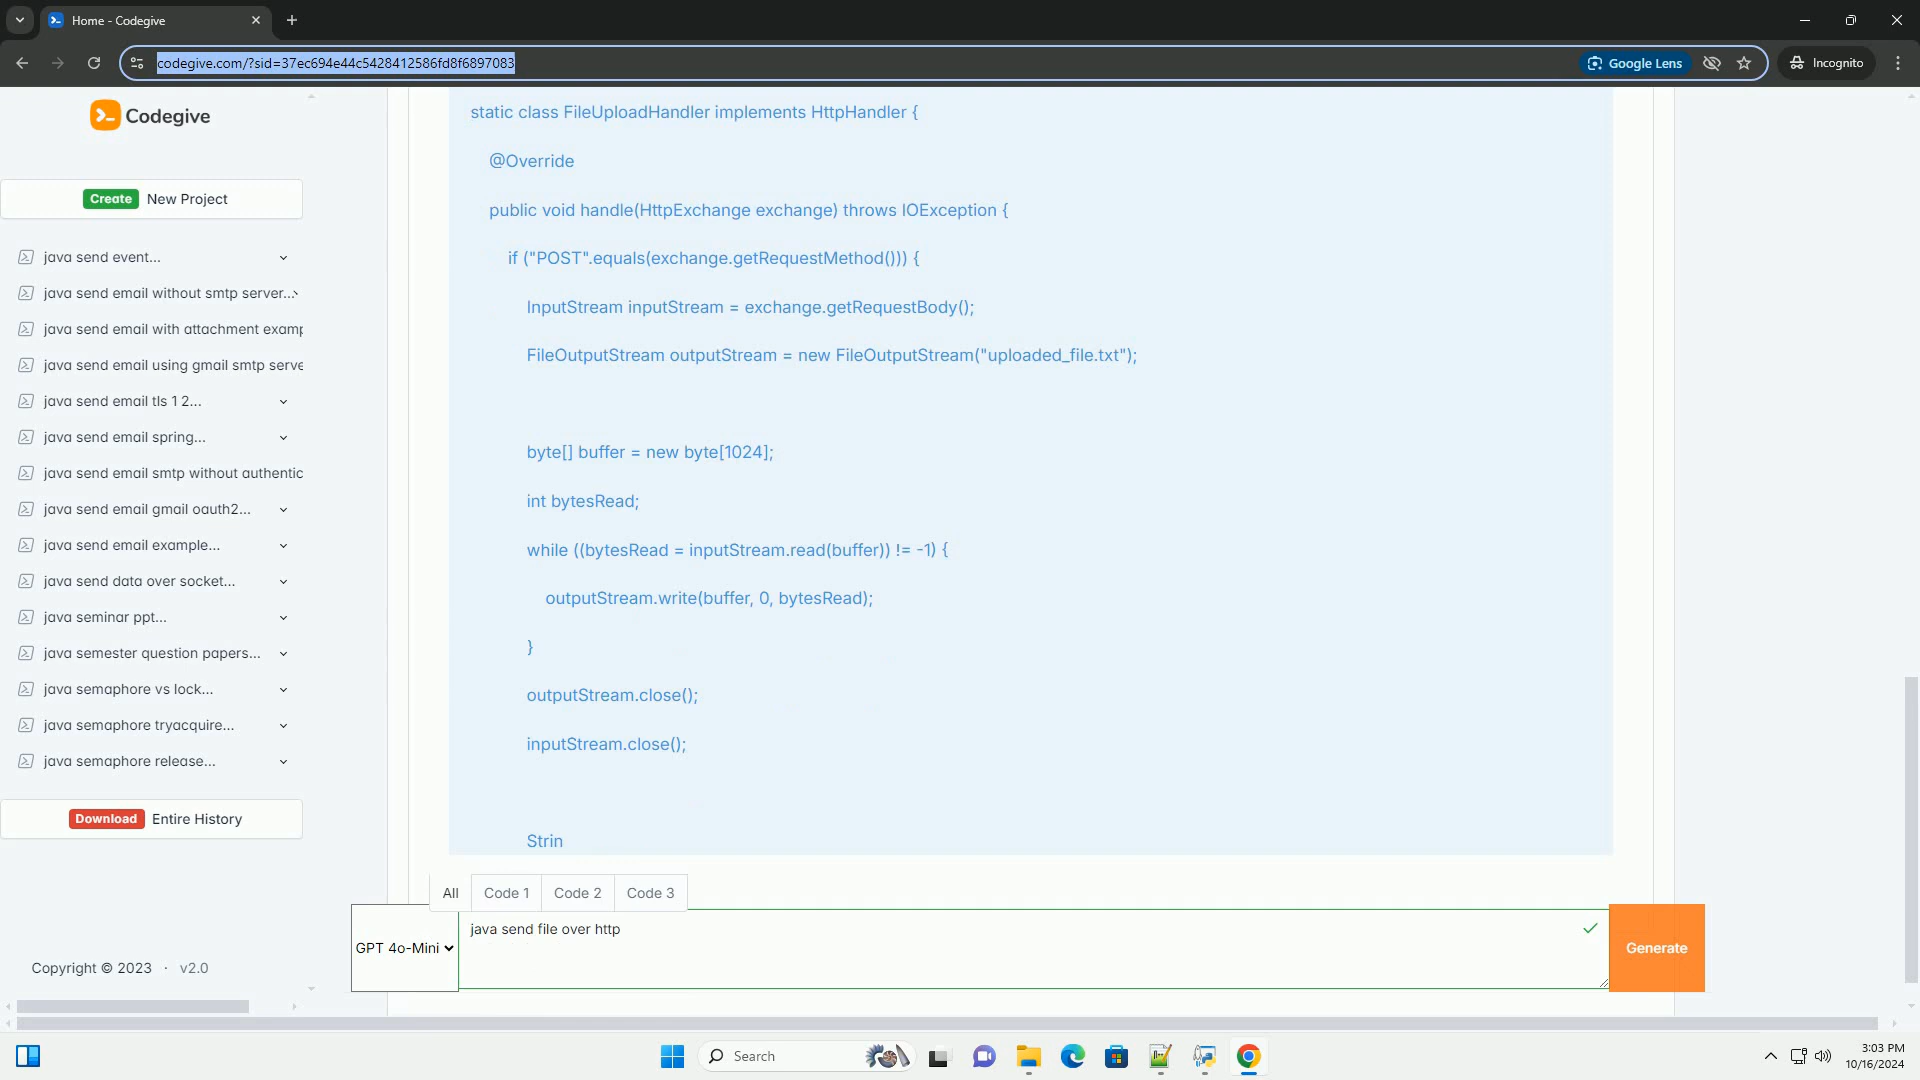 Home - Codegive
codegive.com/?sid=37ec694e44c5428412586fd8f6897083
Google Lens
Incognito
Codegive
Create New Project
java send event...
java send email without smtp server...
java send email with attachment examp
java send email using gmail smtp serve
java send email tls 1 2...
java send email spring...
java send email smtp without authentic
java send email gmail oauth2...
java send email example...
java send data over socket...
java seminar ppt...
java semester question papers...
java semaphore vs lock...
java semaphore tryacquire...
java semaphore release...
Download Entire History
Copyright © 2023 · v2.0
static class FileUploadHandler implements HttpHandler {
@Override
public void handle(HttpExchange exchange) throws IOException {
if ("POST".equals(exchange.getRequestMethod())) {
InputStream inputStream = exchange.getRequestBody();
FileOutputStream outputStream = new FileOutputStream("uploaded_file.txt");
byte[] buffer = new byte[1024];
int bytesRead;
while ((bytesRead = inputStream.read(buffer)) != -1) {
outputStream.write(buffer, 0, bytesRead);
}
outputStream.close();
inputStream.close();
Strin
All Code 1 Code 2 Code 3
GPT 4o-Mini
java send file over http
Generate
Search
3:03 PM
10/16/2024